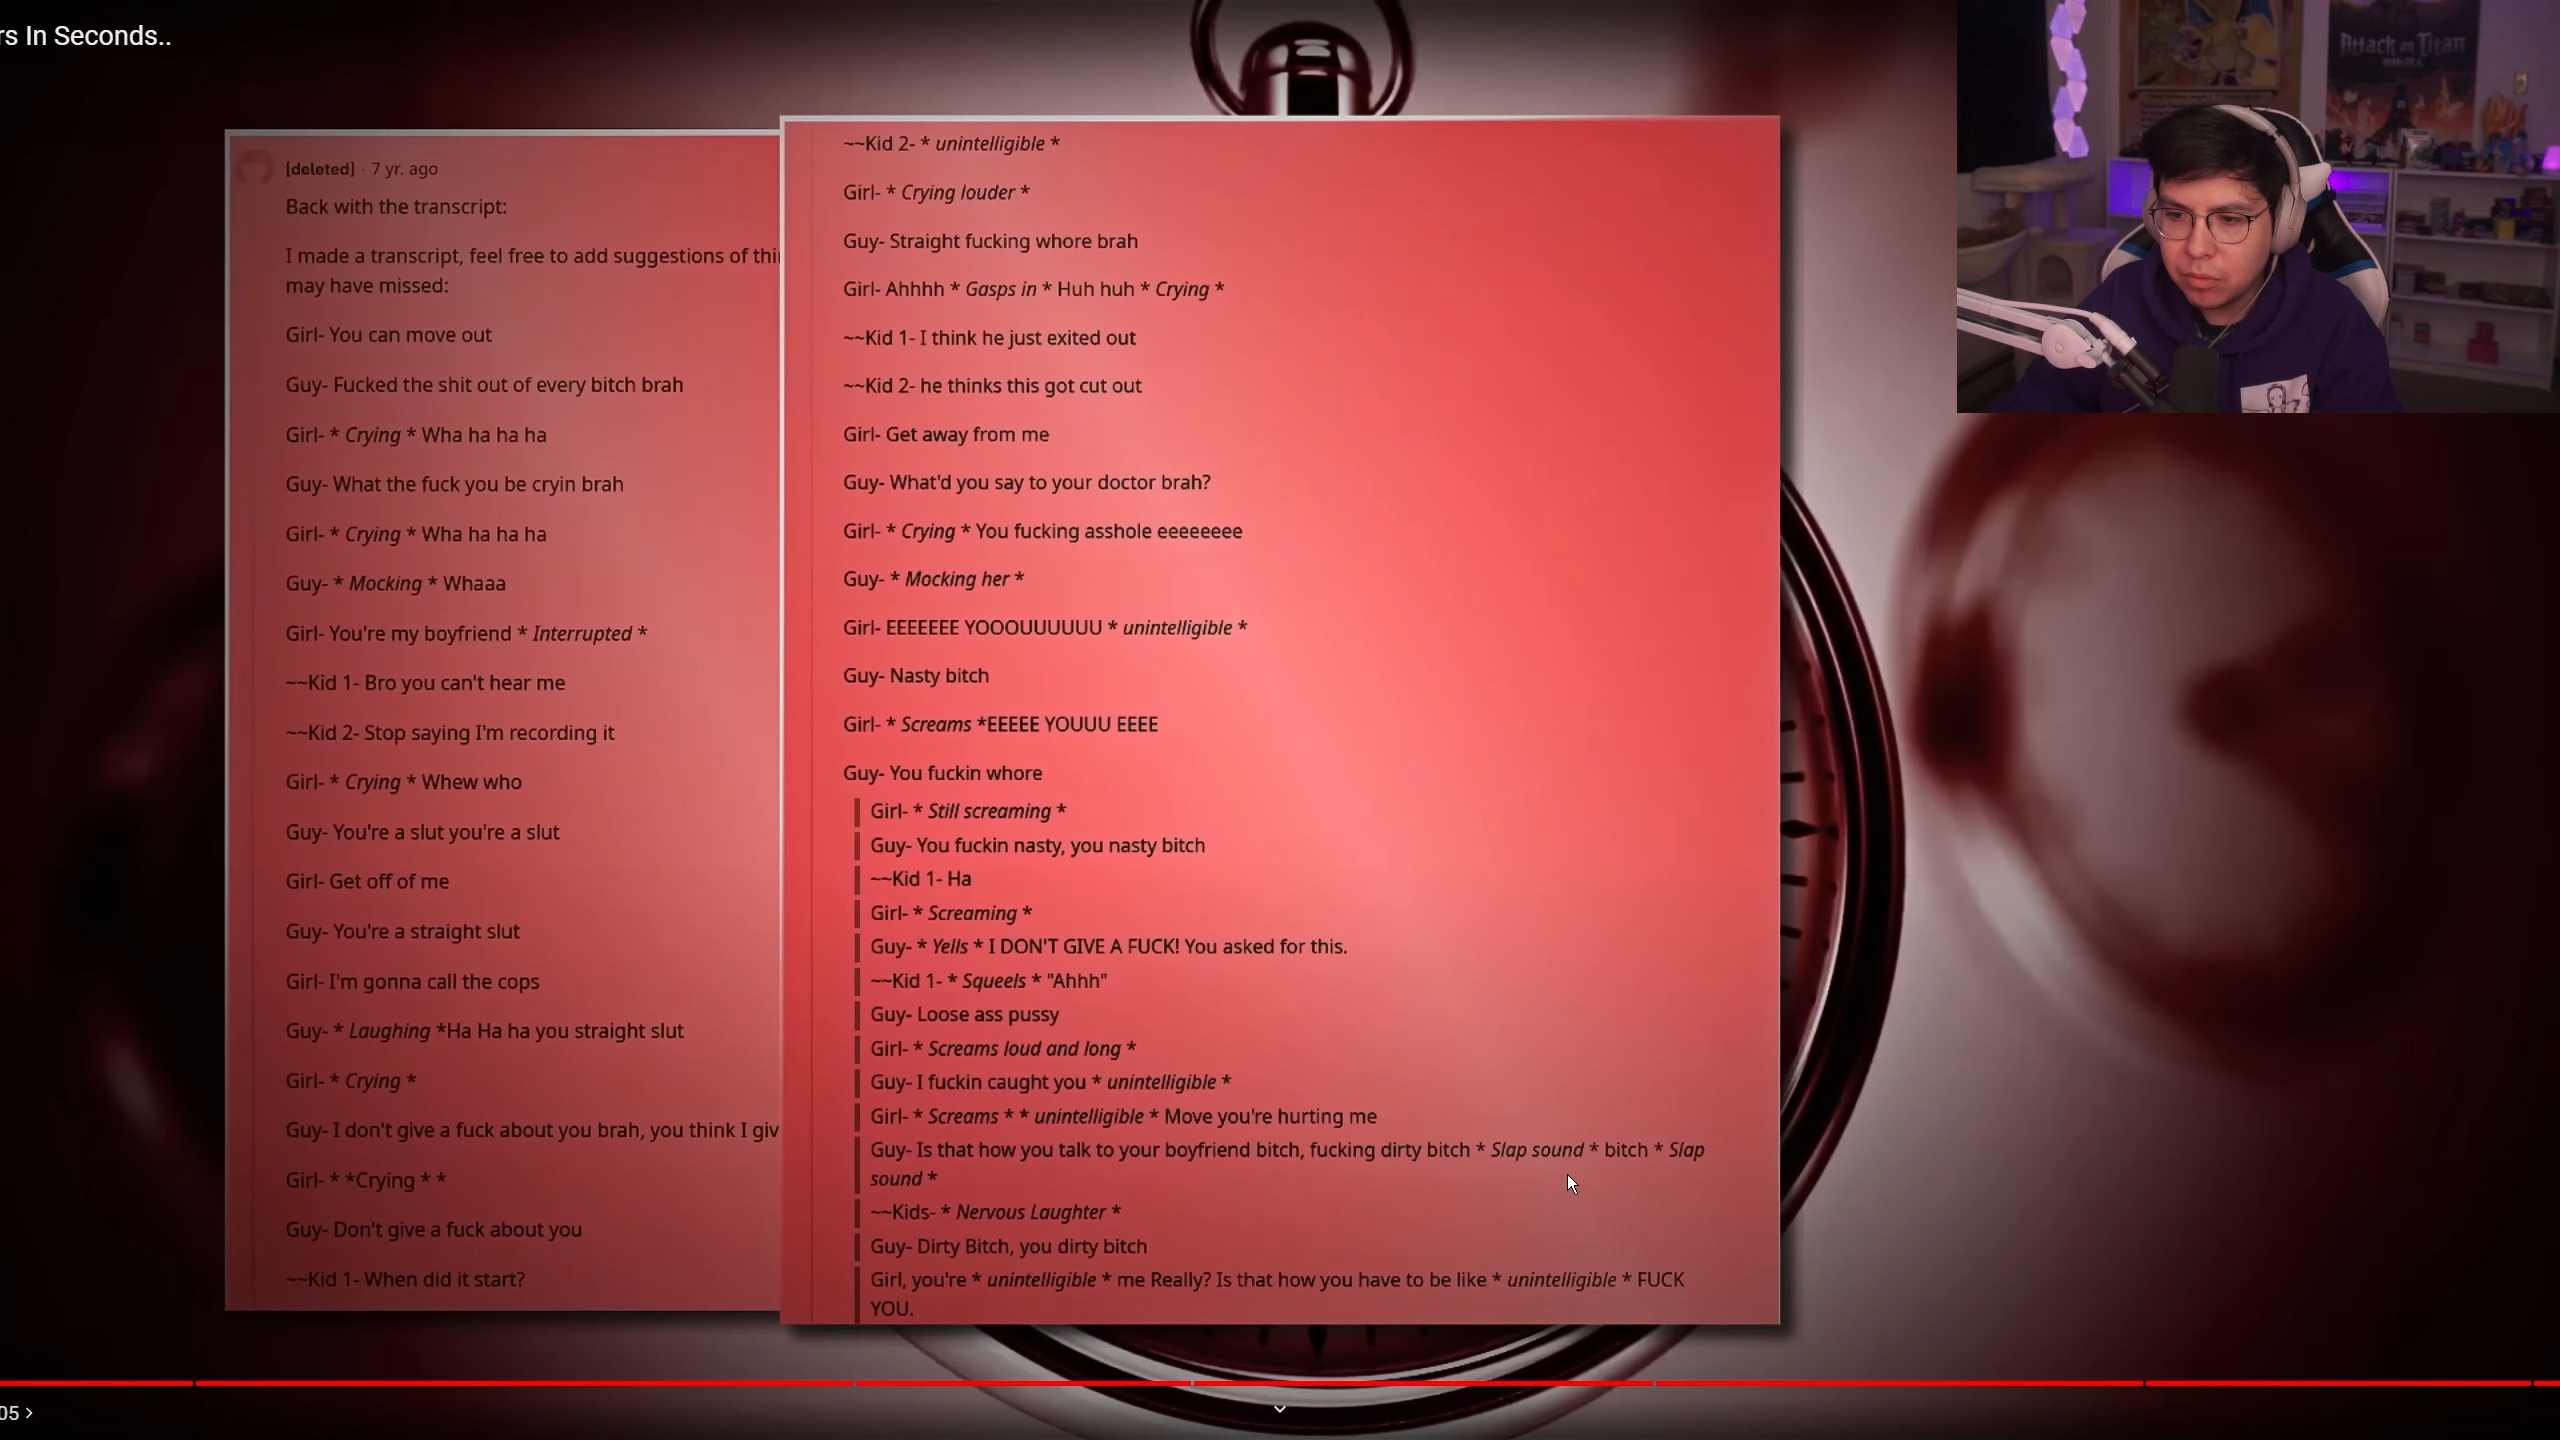 rs In Seconds..
Attack on Titan
[deleted] · 7 yr. ago
Back with the transcript:
I made a transcript, feel free to add suggestions of
may have missed:
Girl- You can move out
Guy- Fucked the shit out of every bitch brah
Girl- * Crying * Wha ha ha ha
Guy- What the fuck you be cryin brah
Girl- * Crying * Wha ha ha ha
Guy- * Mocking * Whaaa
Girl- You're my boyfriend * Interrupted *
~~Kid 1- Bro you can't hear me
~~Kid 2- Stop saying I'm recording it
Girl- * Crying * Whew who
Guy- You're a slut you're a slut
Girl- Get off of me
Guy- You're a straight slut
Girl- I'm gonna call the cops
Guy- * Laughing *Ha Ha ha you straight slut
Girl- * Crying *
Guy- I don't give a fuck about you brah, you think I giv
Girl- * *Crying * *
Guy- Don't give a fuck about you
~~Kid 1- When did it start?
~~Kid 2- * unintelligible *
Girl- * Crying louder *
Guy- Straight fucking whore brah
Girl- Ahhhh * Gasps in * Huh huh * Crying *
~~Kid 1- I think he just exited out
~~Kid 2- he thinks this got cut out
Girl- Get away from me
Guy- What'd you say to your doctor brah?
Girl- * Crying * You fucking asshole eeeeeeee
Guy- * Mocking her *
Girl- EEEEEEE YOOOUUUUUU * unintelligible *
Guy- Nasty bitch
Girl- * Screams *EEEEE YOUUU EEEE
Guy- You fuckin whore
Girl- * Still screaming *
Guy- You fuckin nasty, you nasty bitch
~~Kid 1- Ha
Girl- * Screaming *
Guy- * Yells * I DON'T GIVE A FUCK! You asked for this.
~~Kid 1- * Squeels * "Ahhh"
Guy- Loose ass pussy
Girl- * Screams loud and long *
Guy- I fuckin caught you * unintelligible *
Girl- * Screams * * unintelligible * Move you're hurting me
Guy- Is that how you talk to your boyfriend bitch, fucking dirty bitch * Slap sound * bitch * Slap
sound *
~~Kids- * Nervous Laughter *
Guy- Dirty Bitch, you dirty bitch
Girl, you're * unintelligible * me Really? Is that how you have to be like * unintelligible * FUCK
YOU.
05 >